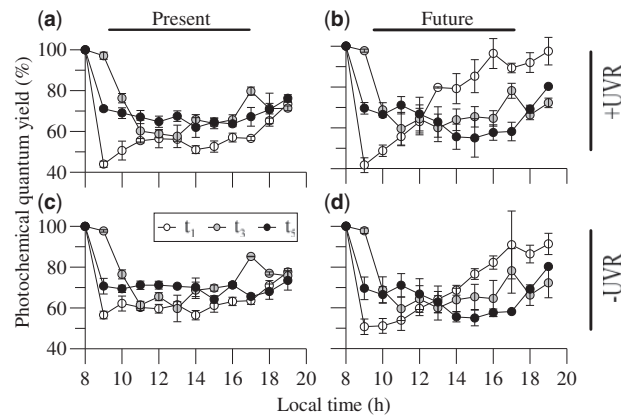 (a) Present (b) Future
100
80
60
40
Photochemical quantum yield (%)
+UVR
(c) t1 t3 t5 (d)
100
80
60
40
-UVR
8 10 12 14 16 18 20 8 10 12 14 16 18 20
Local time (h)